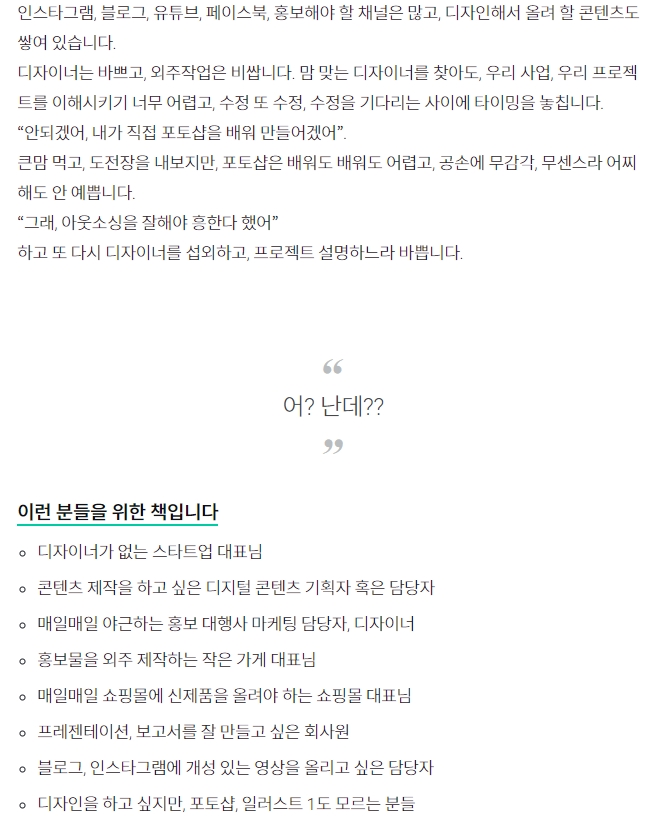 인스타그램, 블로그, 유튜브, 페이스북, 홍보해야 할 채널은 많고, 디자인해서 올려 할 콘텐츠도
쌓여 있습니다.
디자이너는 바쁘고, 외주작업은 비쌉니다. 맘 맞는 디자이너를 찾아도, 우리 사업, 우리 프로젝
트를 이해시키기 너무 어렵고, 수정 또 수정, 수정을 기다리는 사이에 타이밍을 놓칩니다.
“안되겠어, 내가 직접 포토샵을 배워 만들어겠어”.
큰맘 먹고, 도전장을 내보지만, 포토샵은 배워도 배워도 어렵고, 공손에 무감각, 무센스라 어찌
해도 안 예쁩니다.
“그래, 아웃소싱을 잘해야 흥한다 했어”
하고 또 다시 디자이너를 섭외하고, 프로젝트 설명하느라 바쁩니다.
“
어? 난데??
”
이런 분들을 위한 책입니다
디자이너가 없는 스타트업 대표님
콘텐츠 제작을 하고 싶은 디지털 콘텐츠 기획자 혹은 담당자
매일매일 야근하는 홍보 대행사 마케팅 담당자, 디자이너
홍보물을 외주 제작하는 작은 가게 대표님
매일매일 쇼핑몰에 신제품을 올려야 하는 쇼핑몰 대표님
프레젠테이션, 보고서를 잘 만들고 싶은 회사원
블로그, 인스타그램에 개성 있는 영상을 올리고 싶은 담당자
디자인을 하고 싶지만, 포토샵, 일러스트 1도 모르는 분들